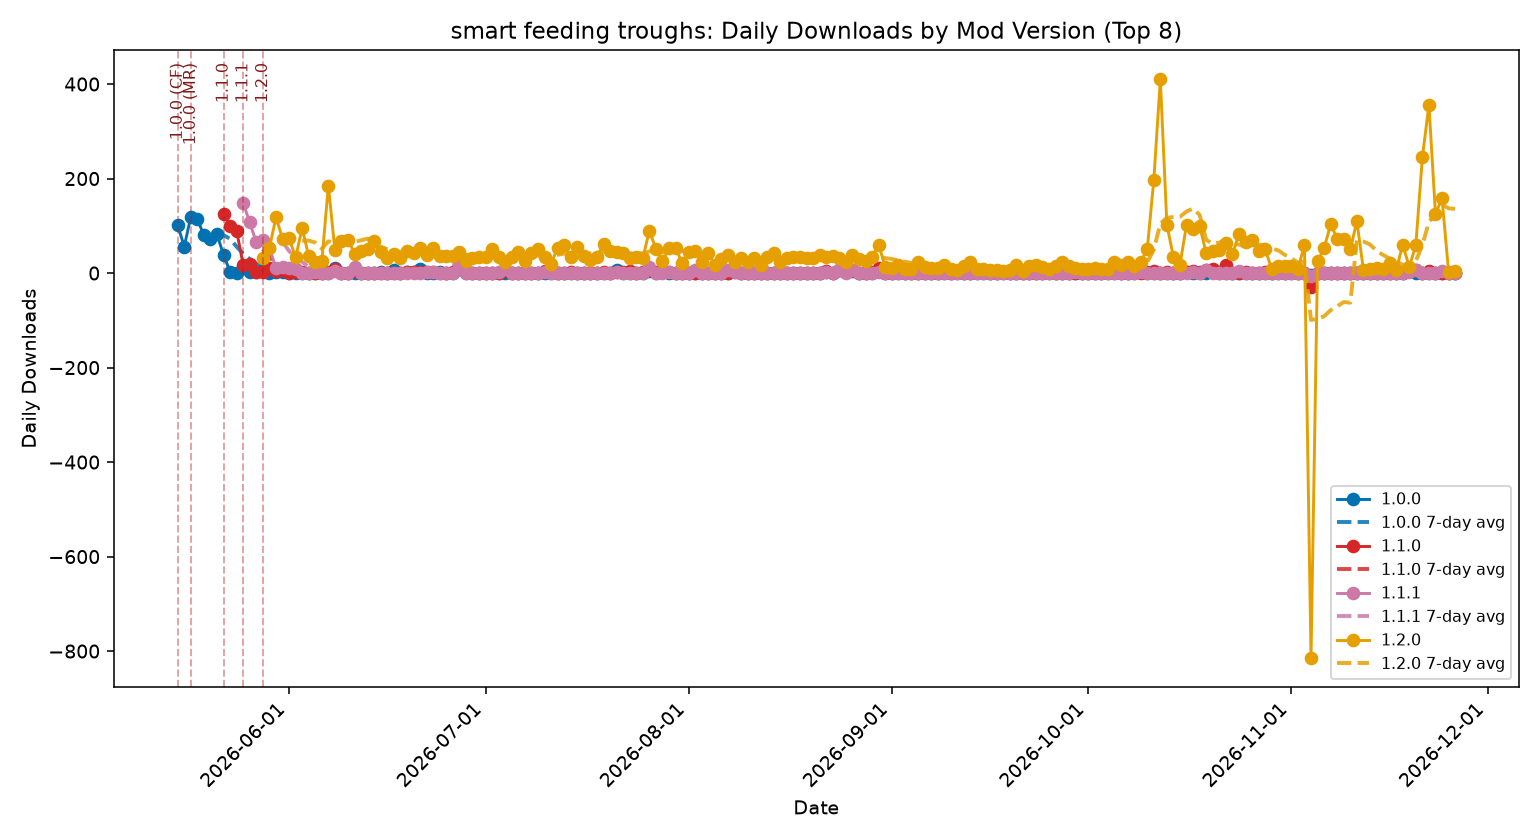 smart feeding troughs: Daily Downloads by Mod Version (Top 8)
1.0.0 (CF)
1.0.0 (MR)
1.1.0
1.1.1
1.2.0
400
200
0
−200
−400
−600
−800
Daily Downloads
1.0.0
1.0.0 7-day avg
1.1.0
1.1.0 7-day avg
1.1.1
1.1.1 7-day avg
1.2.0
1.2.0 7-day avg
2026-06-01
2026-07-01
2026-08-01
2026-09-01
2026-10-01
2026-11-01
2026-12-01
Date